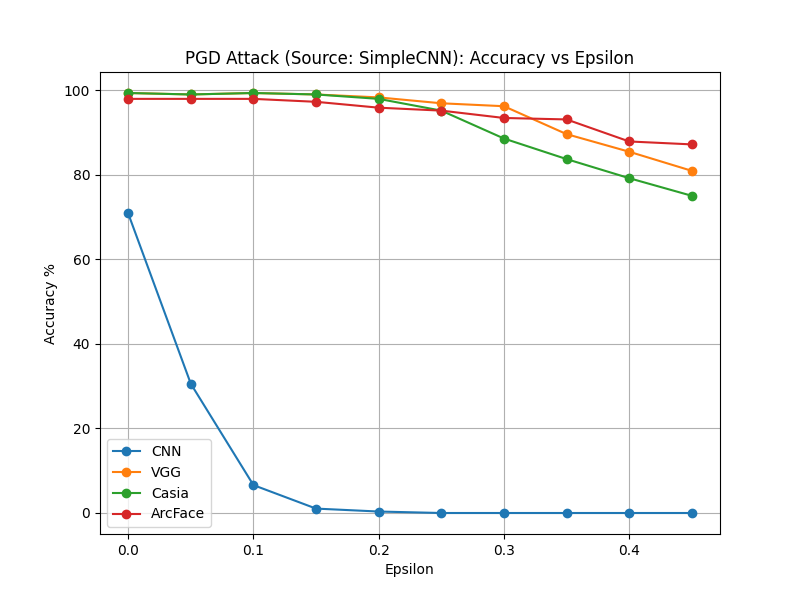 PGD Attack (Source: SimpleCNN): Accuracy vs Epsilon
100
80
60
40
20
0
Accuracy %
CNN
VGG
Casia
ArcFace
0.0 0.1 0.2 0.3 0.4
Epsilon